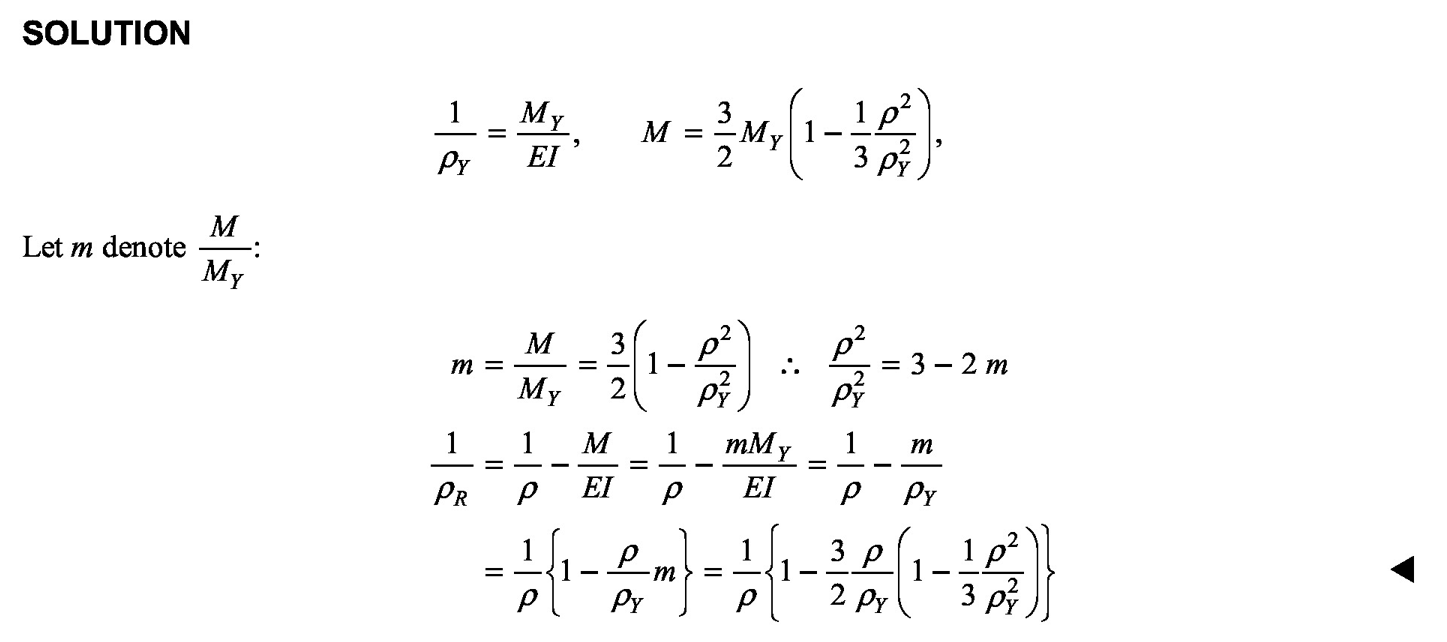 SOLUTION
1/ρ_Y = M_Y/EI, M = 3/2 M_Y (1 − 1/3 ρ²/ρ_Y²),
Let m denote M/M_Y:
m = M/M_Y = 3/2 (1 − ρ²/ρ_Y²) ∴ ρ²/ρ_Y² = 3 − 2 m
1/ρ_R = 1/ρ − M/EI = 1/ρ − mM_Y/EI = 1/ρ − m/ρ_Y
= 1/ρ {1 − ρ/ρ_Y m} = 1/ρ {1 − 3/2 ρ/ρ_Y (1 − 1/3 ρ²/ρ_Y²)} ◄